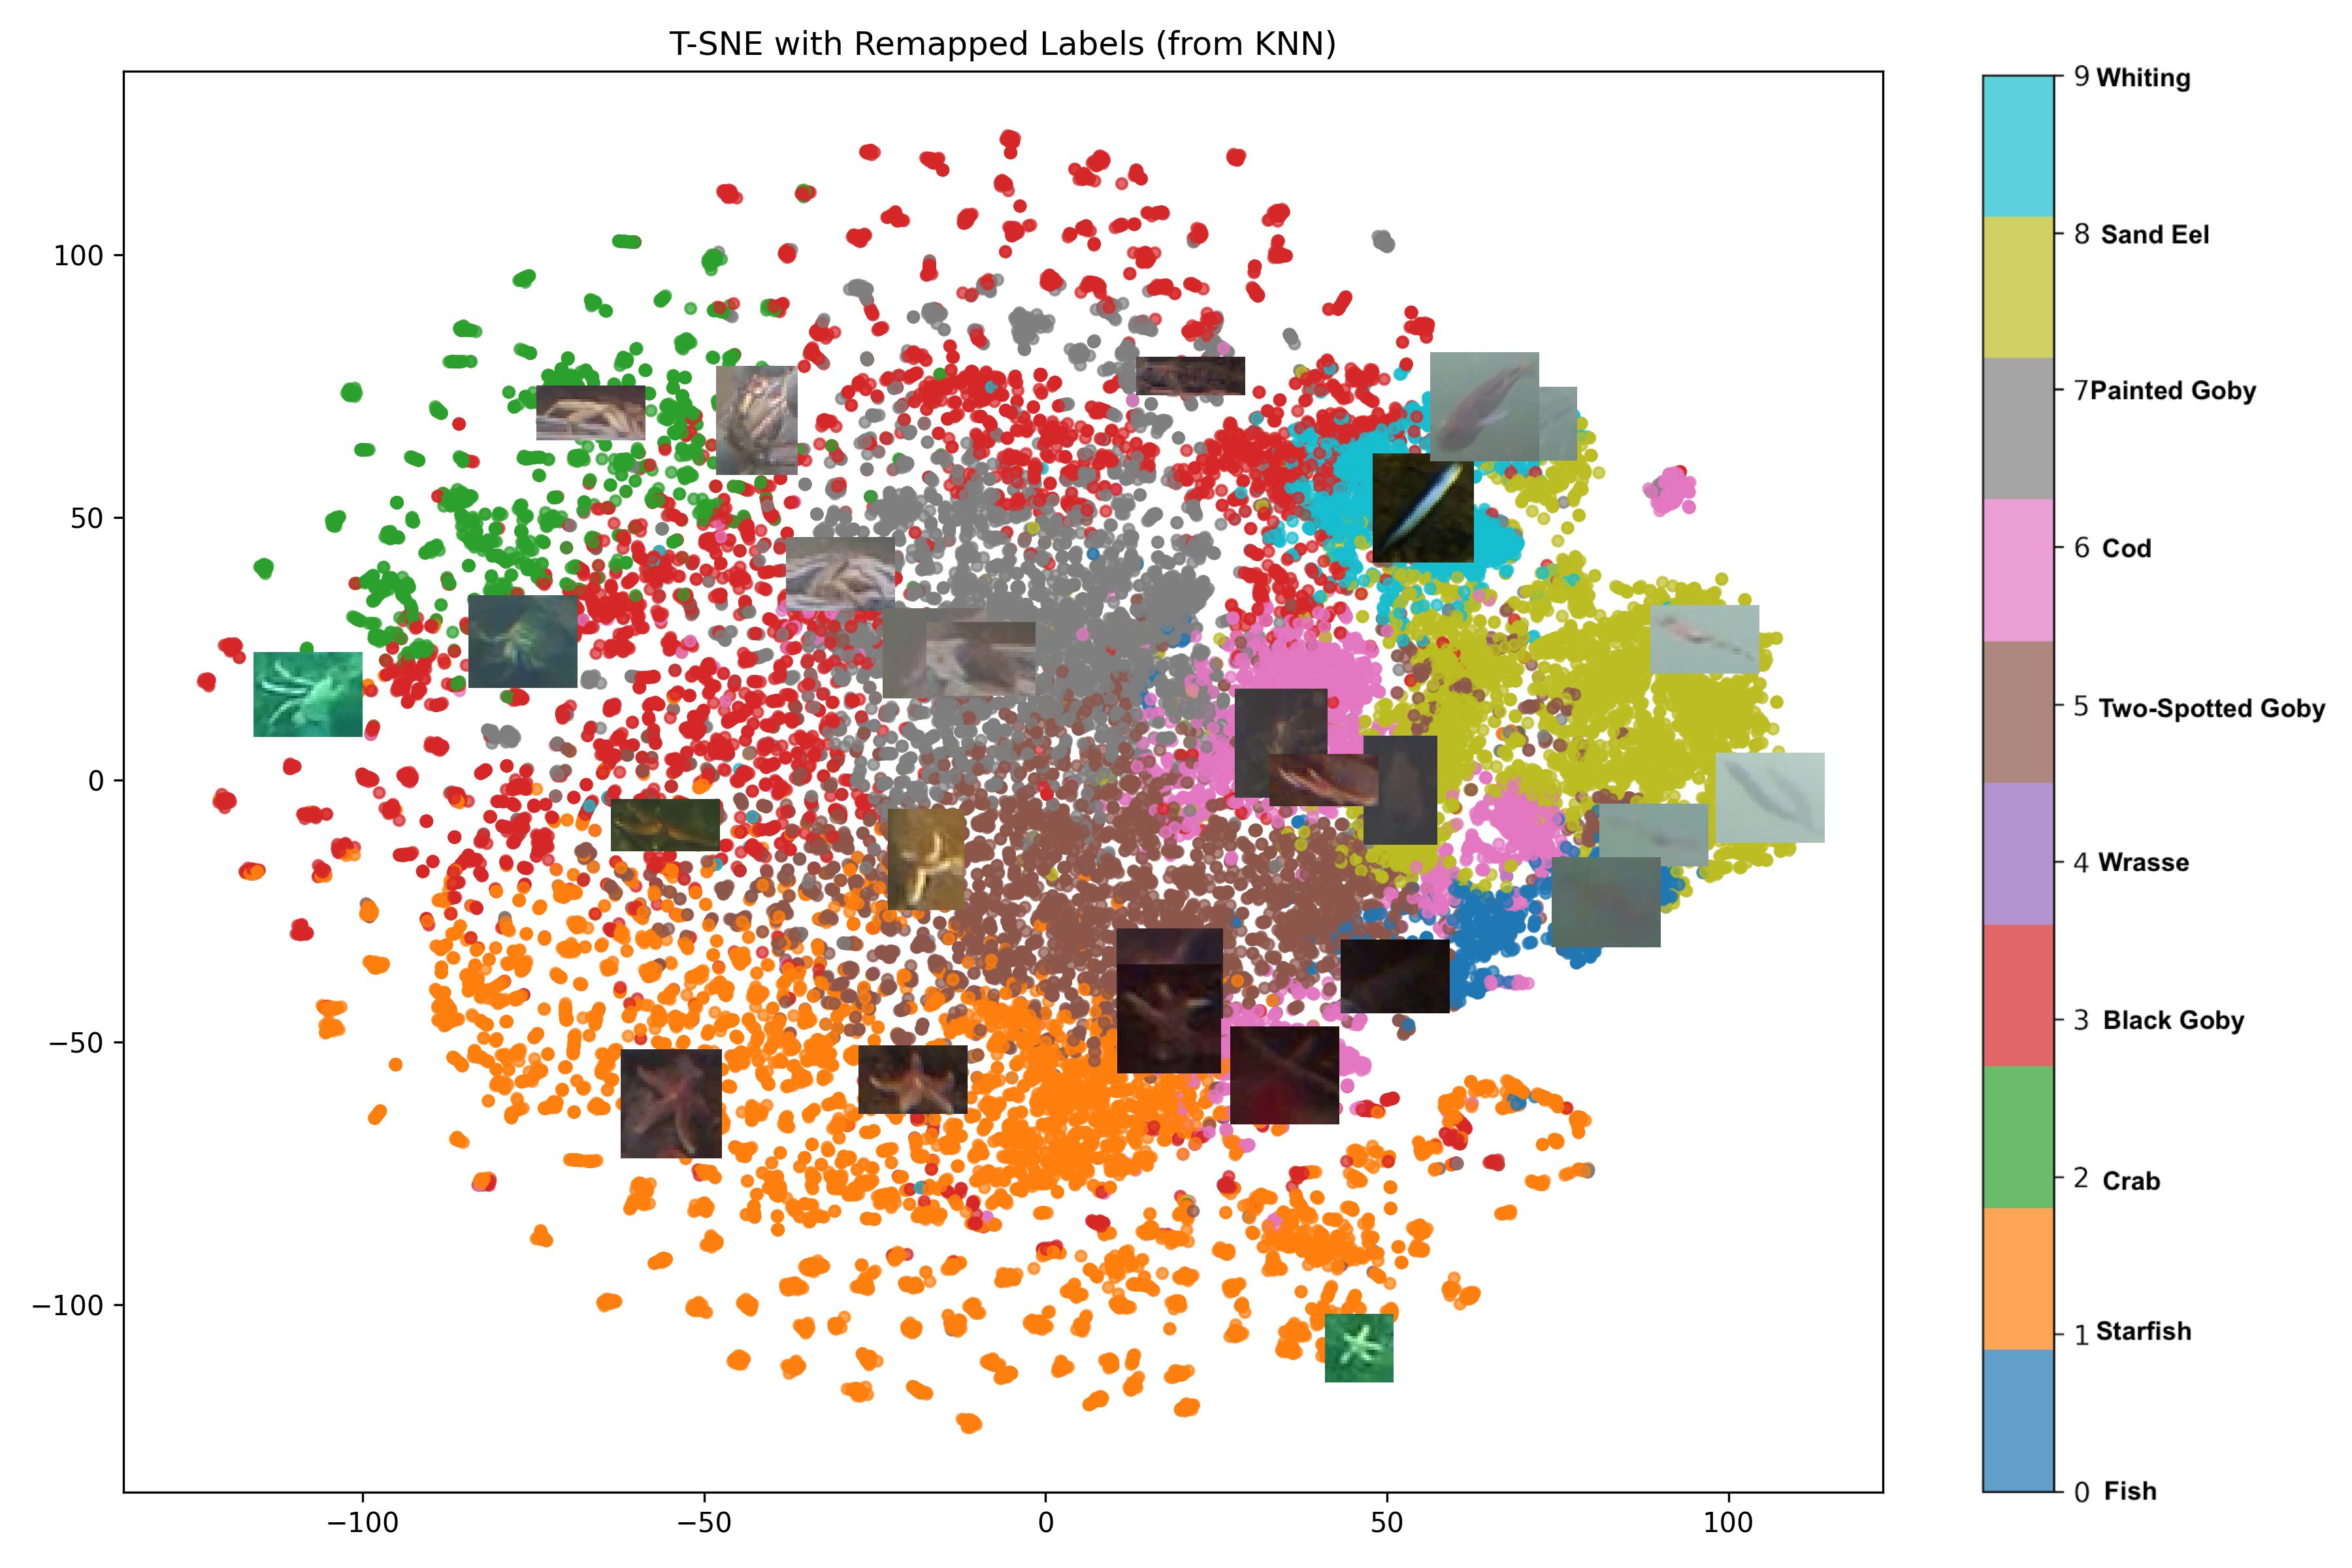 T-SNE with Remapped Labels (from KNN)
100
50
0
−50
−100
−100
−50
0
50
100
9 Whiting
8 Sand Eel
7 Painted Goby
6 Cod
5 Two-Spotted Goby
4 Wrasse
3 Black Goby
2 Crab
1 Starfish
0 Fish